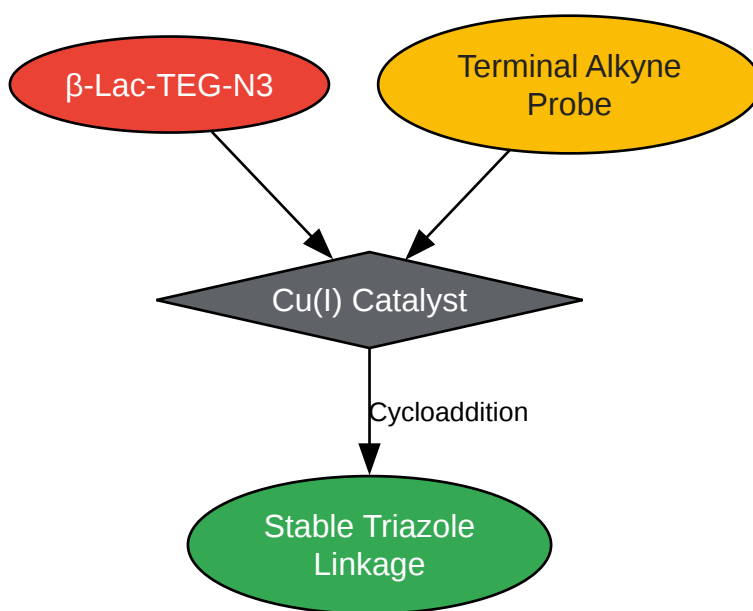 β-Lac-TEG-N3
Terminal Alkyne
Probe
Cu(I) Catalyst
Cycloaddition
Stable Triazole
Linkage